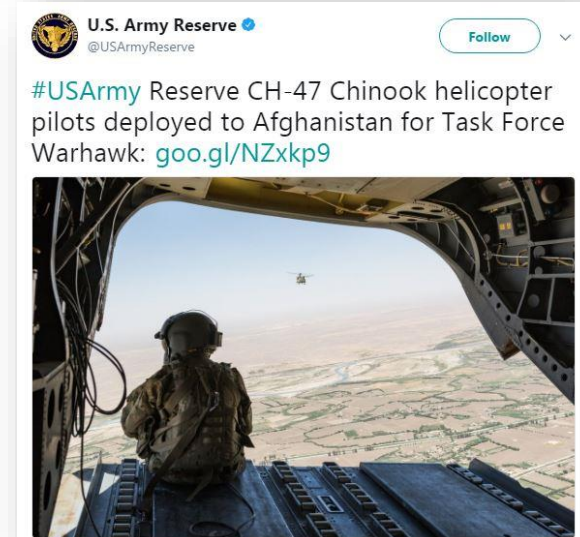 U.S. Army Reserve
@USArmyReserve
Follow
#USArmy Reserve CH-47 Chinook helicopter
pilots deployed to Afghanistan for Task Force
Warhawk: goo.gl/NZxkp9